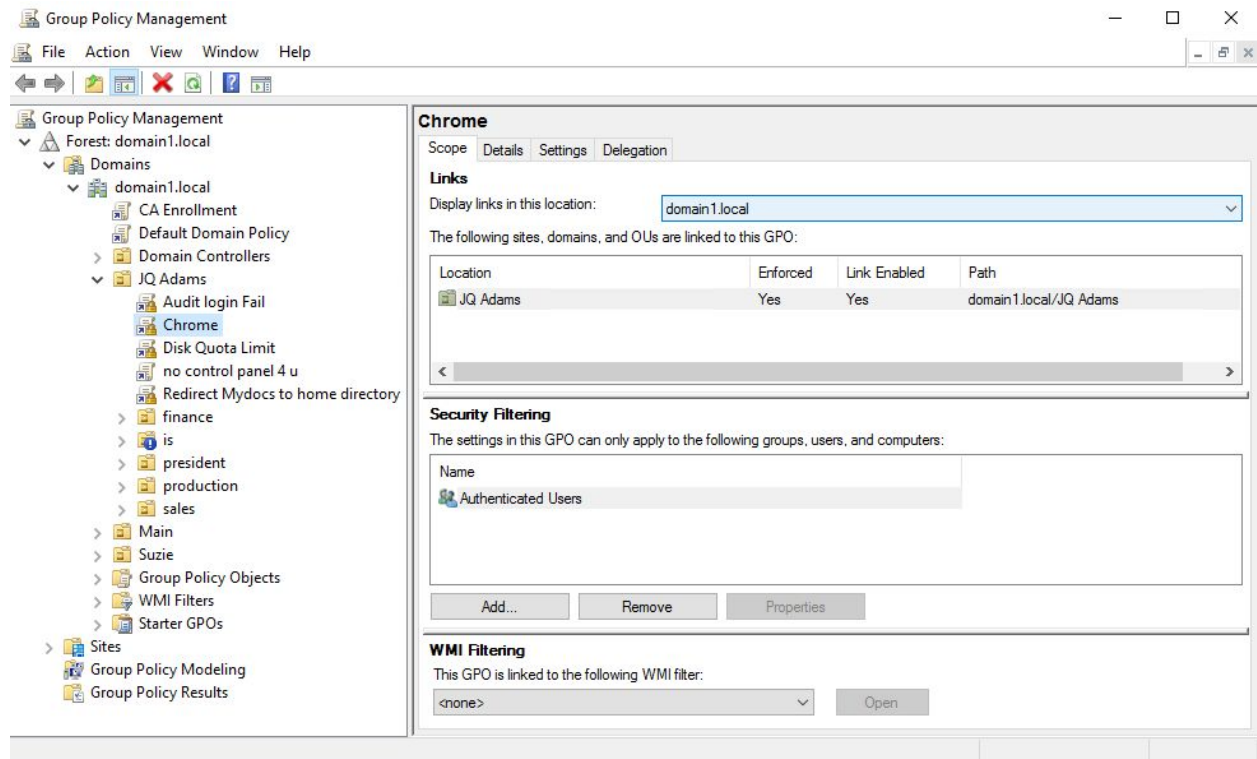 Group Policy Management
File Action View Window Help
Group Policy Management
Forest: domain1.local
Domains
domain1.local
CA Enrollment
Default Domain Policy
Domain Controllers
JQ Adams
Audit login Fail
Chrome
Disk Quota Limit
no control panel 4 u
Redirect Mydocs to home directory
finance
is
president
production
sales
Main
Suzie
Group Policy Objects
WMI Filters
Starter GPOs
Sites
Group Policy Modeling
Group Policy Results
Chrome
Scope Details Settings Delegation
Links
Display links in this location: domain1.local
The following sites, domains, and OUs are linked to this GPO:
Location Enforced Link Enabled Path
JQ Adams Yes Yes domain1.local/JQ Adams
Security Filtering
The settings in this GPO can only apply to the following groups, users, and computers:
Name
Authenticated Users
Add... Remove Properties
WMI Filtering
This GPO is linked to the following WMI filter:
<none> Open